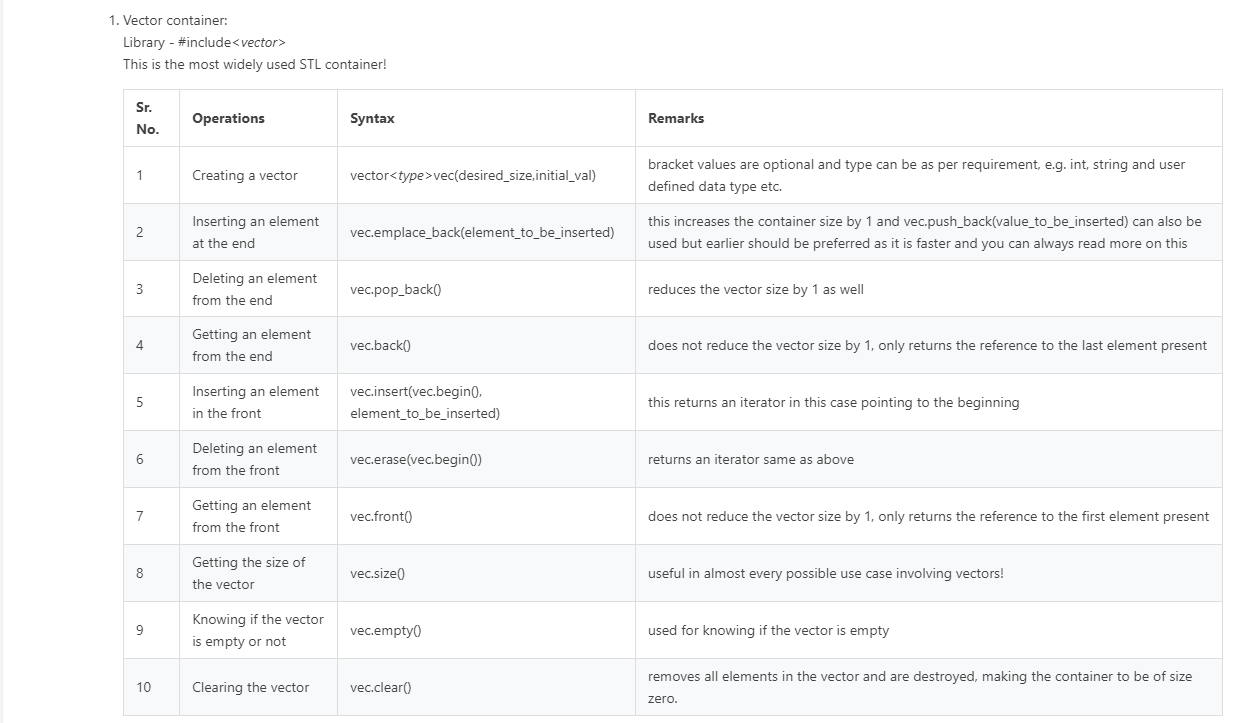 1. Vector container:
Library - #include<vector>
This is the most widely used STL container!
Sr.
No.
Operations
Syntax
Remarks
1
Creating a vector
vector<type>vec(desired_size,initial_val)
bracket values are optional and type can be as per requirement, e.g. int, string and user
defined data type etc.
2
Inserting an element
at the end
vec.emplace_back(element_to_be_inserted)
this increases the container size by 1 and vec.push_back(value_to_be_inserted) can also be
used but earlier should be preferred as it is faster and you can always read more on this
3
Deleting an element
from the end
vec.pop_back()
reduces the vector size by 1 as well
4
Getting an element
from the end
vec.back()
does not reduce the vector size by 1, only returns the reference to the last element present
5
Inserting an element
in the front
vec.insert(vec.begin(),
element_to_be_inserted)
this returns an iterator in this case pointing to the beginning
6
Deleting an element
from the front
vec.erase(vec.begin())
returns an iterator same as above
7
Getting an element
from the front
vec.front()
does not reduce the vector size by 1, only returns the reference to the first element present
8
Getting the size of
the vector
vec.size()
useful in almost every possible use case involving vectors!
9
Knowing if the vector
is empty or not
vec.empty()
used for knowing if the vector is empty
10
Clearing the vector
vec.clear()
removes all elements in the vector and are destroyed, making the container to be of size
zero.